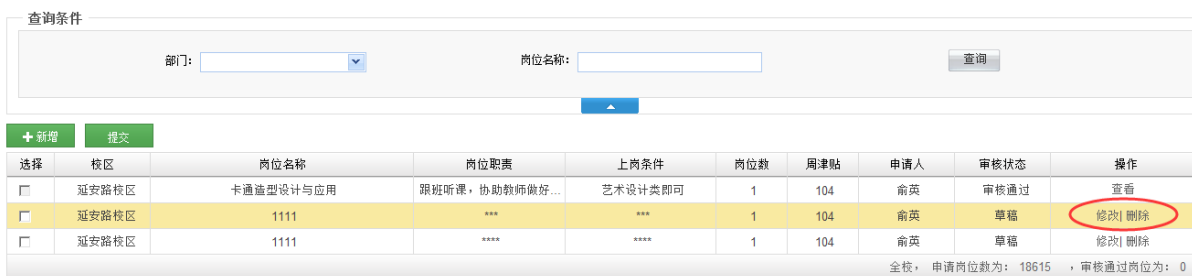 查询条件
部门： 岗位名称： 查询
新增 提交
选择 校区 岗位名称 岗位职责 上岗条件 岗位数 周津贴 申请人 审核状态 操作
延安路校区 卡通造型设计与应用 跟班听课，协助教师做好... 艺术设计类即可 1 104 俞英 审核通过 查看
延安路校区 1111 *** *** 1 104 俞英 草稿 修改| 删除
延安路校区 1111 **** **** 1 104 俞英 草稿 修改| 删除
全校， 申请岗位数为： 18615 ，审核通过岗位为： 0